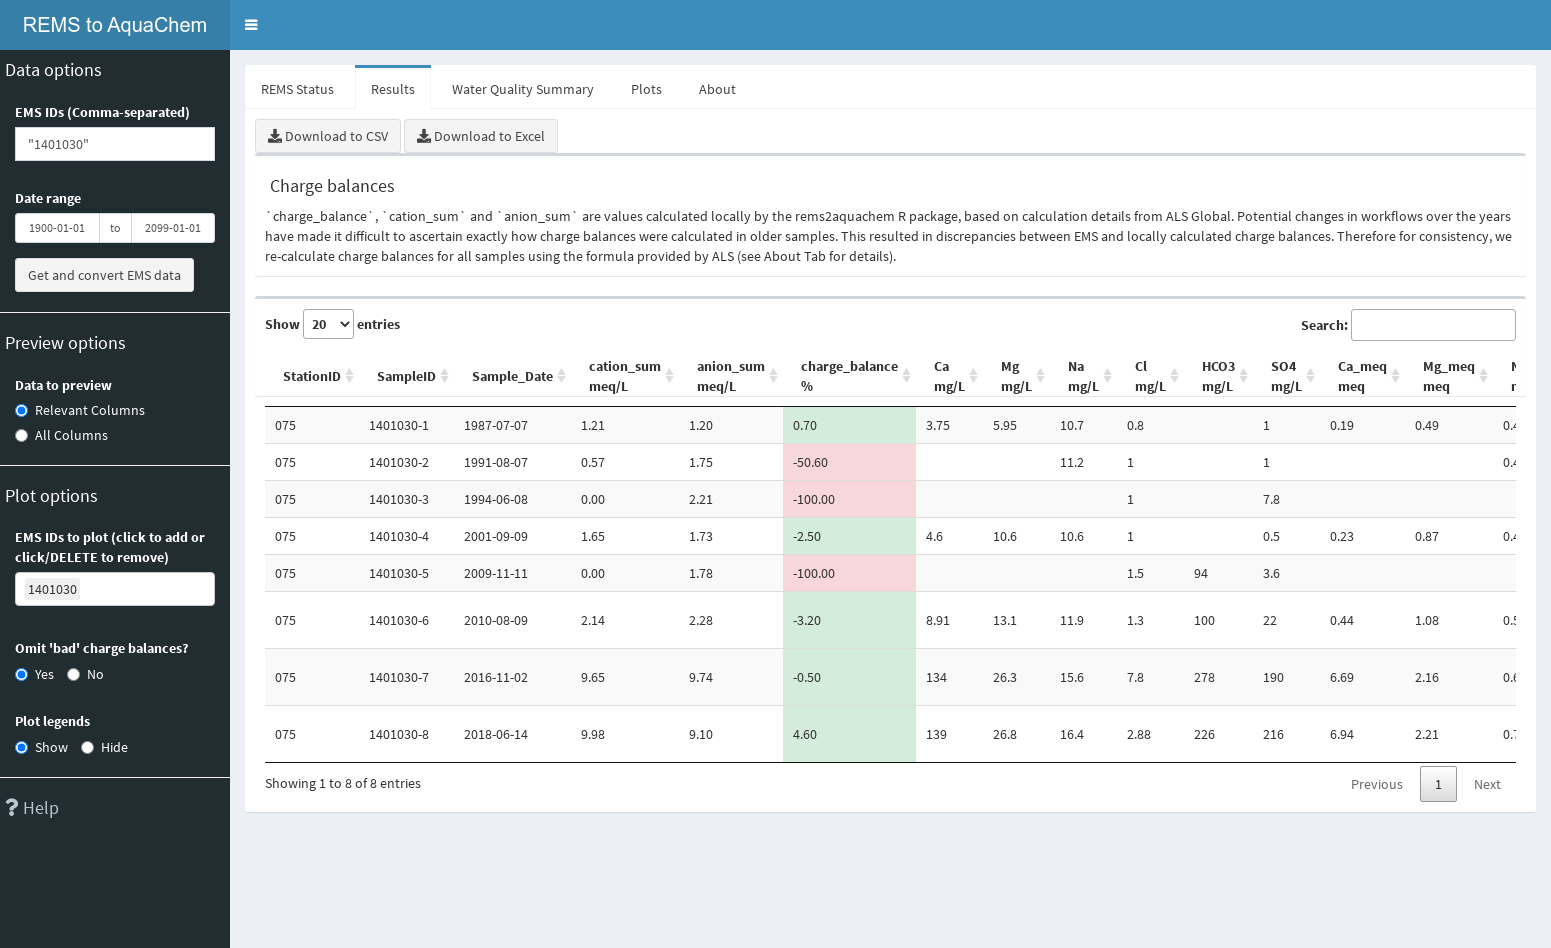 REMS to AquaChem
Data options
EMS IDs (Comma-separated)
"1401030"
Date range
1900-01-01 to 2099-01-01
Get and convert EMS data
Preview options
Data to preview
Relevant Columns
All Columns
Plot options
EMS IDs to plot (click to add or
click/DELETE to remove)
1401030
Omit 'bad' charge balances?
Yes No
Plot legends
Show Hide
Help
REMS Status Results Water Quality Summary Plots About
Download to CSV Download to Excel
Charge balances
`charge_balance`, `cation_sum` and `anion_sum` are values calculated locally by the rems2aquachem R package, based on calculation details from ALS Global. Potential changes in workflows over the years
have made it difficult to ascertain exactly how charge balances were calculated in older samples. This resulted in discrepancies between EMS and locally calculated charge balances. Therefore for consistency, we
re-calculate charge balances for all samples using the formula provided by ALS (see About Tab for details).
Show 20 entries Search:
StationID SampleID Sample_Date cation_sum meq/L anion_sum meq/L charge_balance % Ca mg/L Mg mg/L Na mg/L Cl mg/L HCO3 mg/L SO4 mg/L Ca_meq meq Mg_meq meq
075 1401030-1 1987-07-07 1.21 1.20 0.70 3.75 5.95 10.7 0.8 1 0.19 0.49
075 1401030-2 1991-08-07 0.57 1.75 -50.60 11.2 1 1
075 1401030-3 1994-06-08 0.00 2.21 -100.00 1 7.8
075 1401030-4 2001-09-09 1.65 1.73 -2.50 4.6 10.6 10.6 1 0.5 0.23 0.87
075 1401030-5 2009-11-11 0.00 1.78 -100.00 1.5 94 3.6
075 1401030-6 2010-08-09 2.14 2.28 -3.20 8.91 13.1 11.9 1.3 100 22 0.44 1.08
075 1401030-7 2016-11-02 9.65 9.74 -0.50 134 26.3 15.6 7.8 278 190 6.69 2.16
075 1401030-8 2018-06-14 9.98 9.10 4.60 139 26.8 16.4 2.88 226 216 6.94 2.21
Showing 1 to 8 of 8 entries
Previous 1 Next